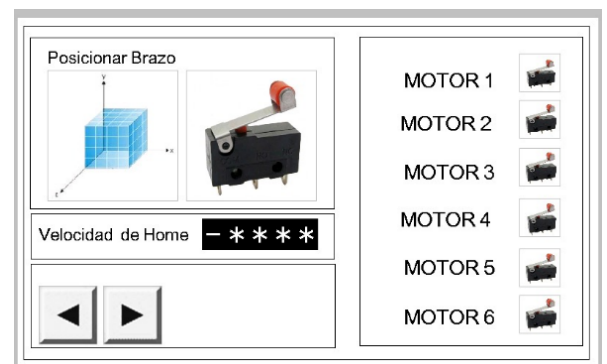 Posicionar Brazo
Y
X
Z
Velocidad de Home -****
MOTOR 1
MOTOR 2
MOTOR 3
MOTOR 4
MOTOR 5
MOTOR 6